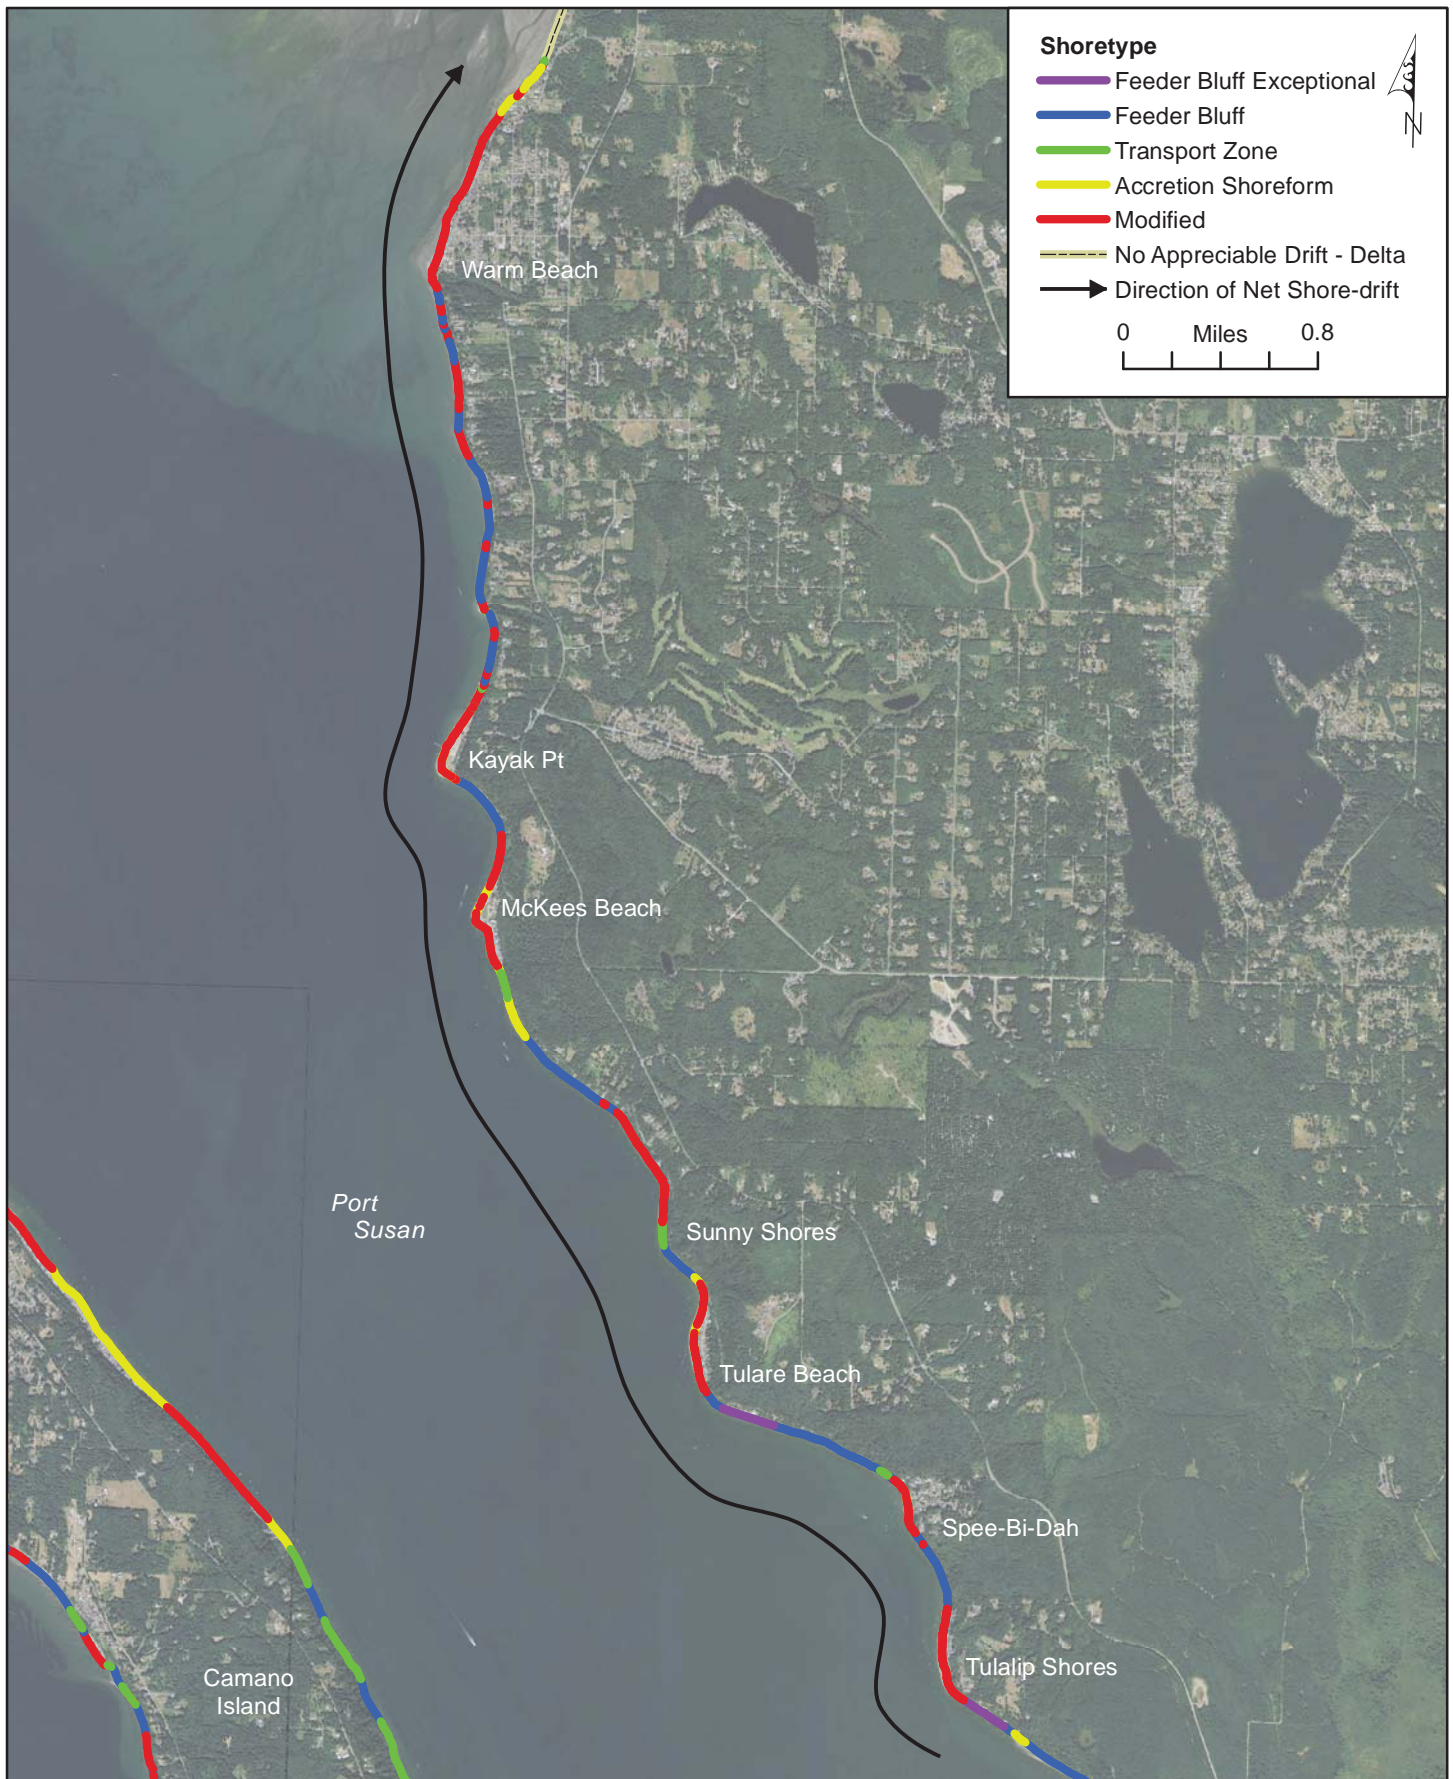 Shoretype
Feeder Bluff Exceptional
Feeder Bluff
Transport Zone
Accretion Shoreform
Modified
No Appreciable Drift - Delta
Direction of Net Shore-drift
0 Miles 0.8
N
Warm Beach
Kayak Pt
McKees Beach
Port
Susan
Sunny Shores
Tulare Beach
Spee-Bi-Dah
Tulalip Shores
Camano
Island